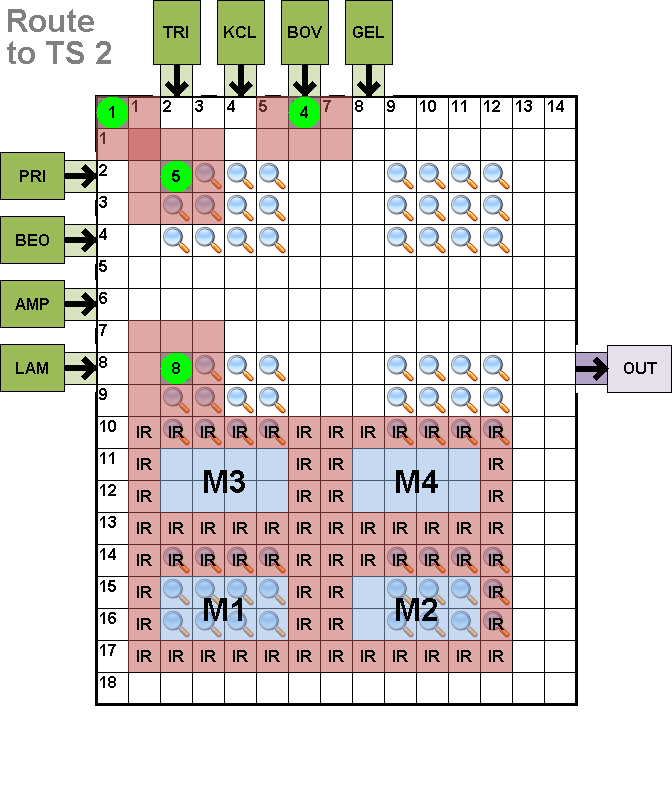 Route
to TS 2
TRI KCL BOV GEL
1 1 2 3 4 5 4 7 8 9 10 11 12 13 14
1
PRI 2 5
3
BEO 4
5
AMP 6
7
LAM 8 8 OUT
9
10 IR IR IR IR IR IR IR IR IR IR IR IR
11 IR M3 IR IR M4 IR
12 IR IR IR IR
13 IR IR IR IR IR IR IR IR IR IR IR IR
14 IR IR IR IR IR IR IR IR IR IR IR IR
15 IR M1 IR IR M2 IR
16 IR IR IR IR
17 IR IR IR IR IR IR IR IR IR IR IR IR
18